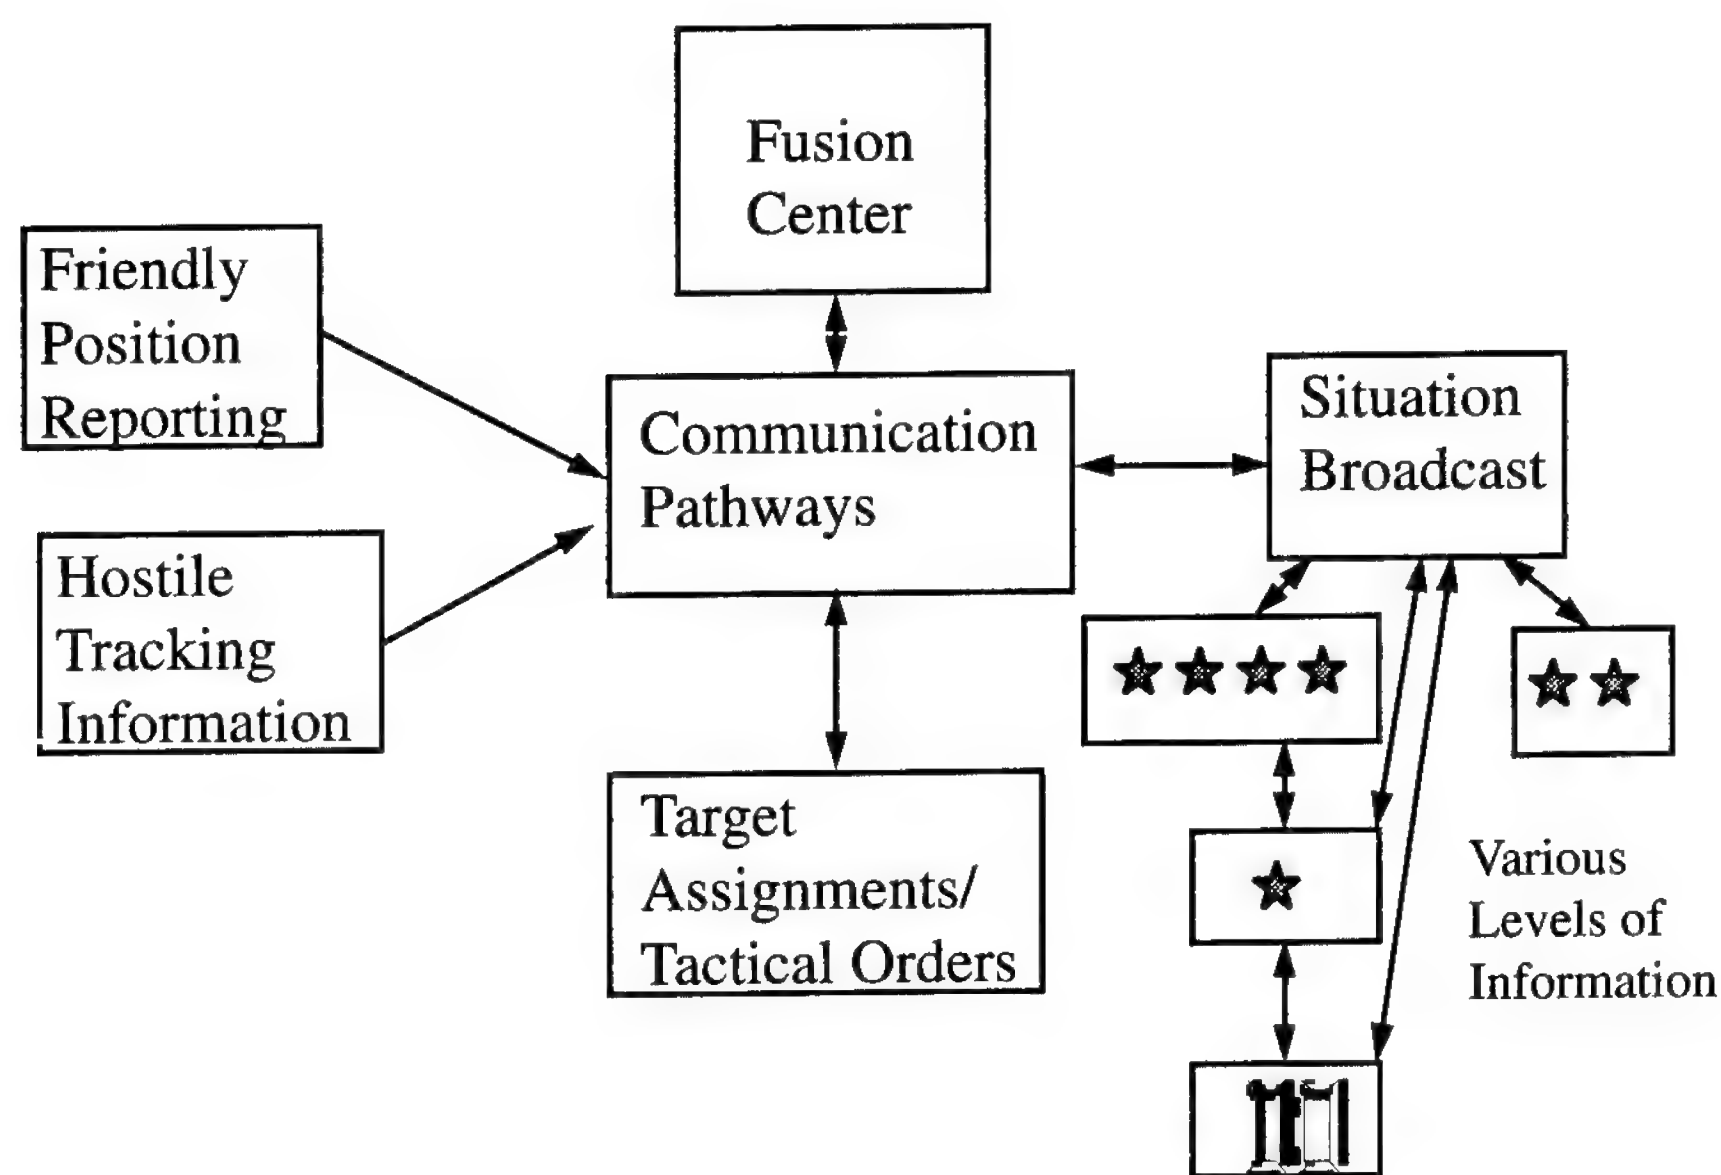 Fusion
Center
Friendly
Position
Reporting
Communication
Pathways
Situation
Broadcast
Hostile
Tracking
Information
Target
Assignments/
Tactical Orders
Various
Levels of
Information